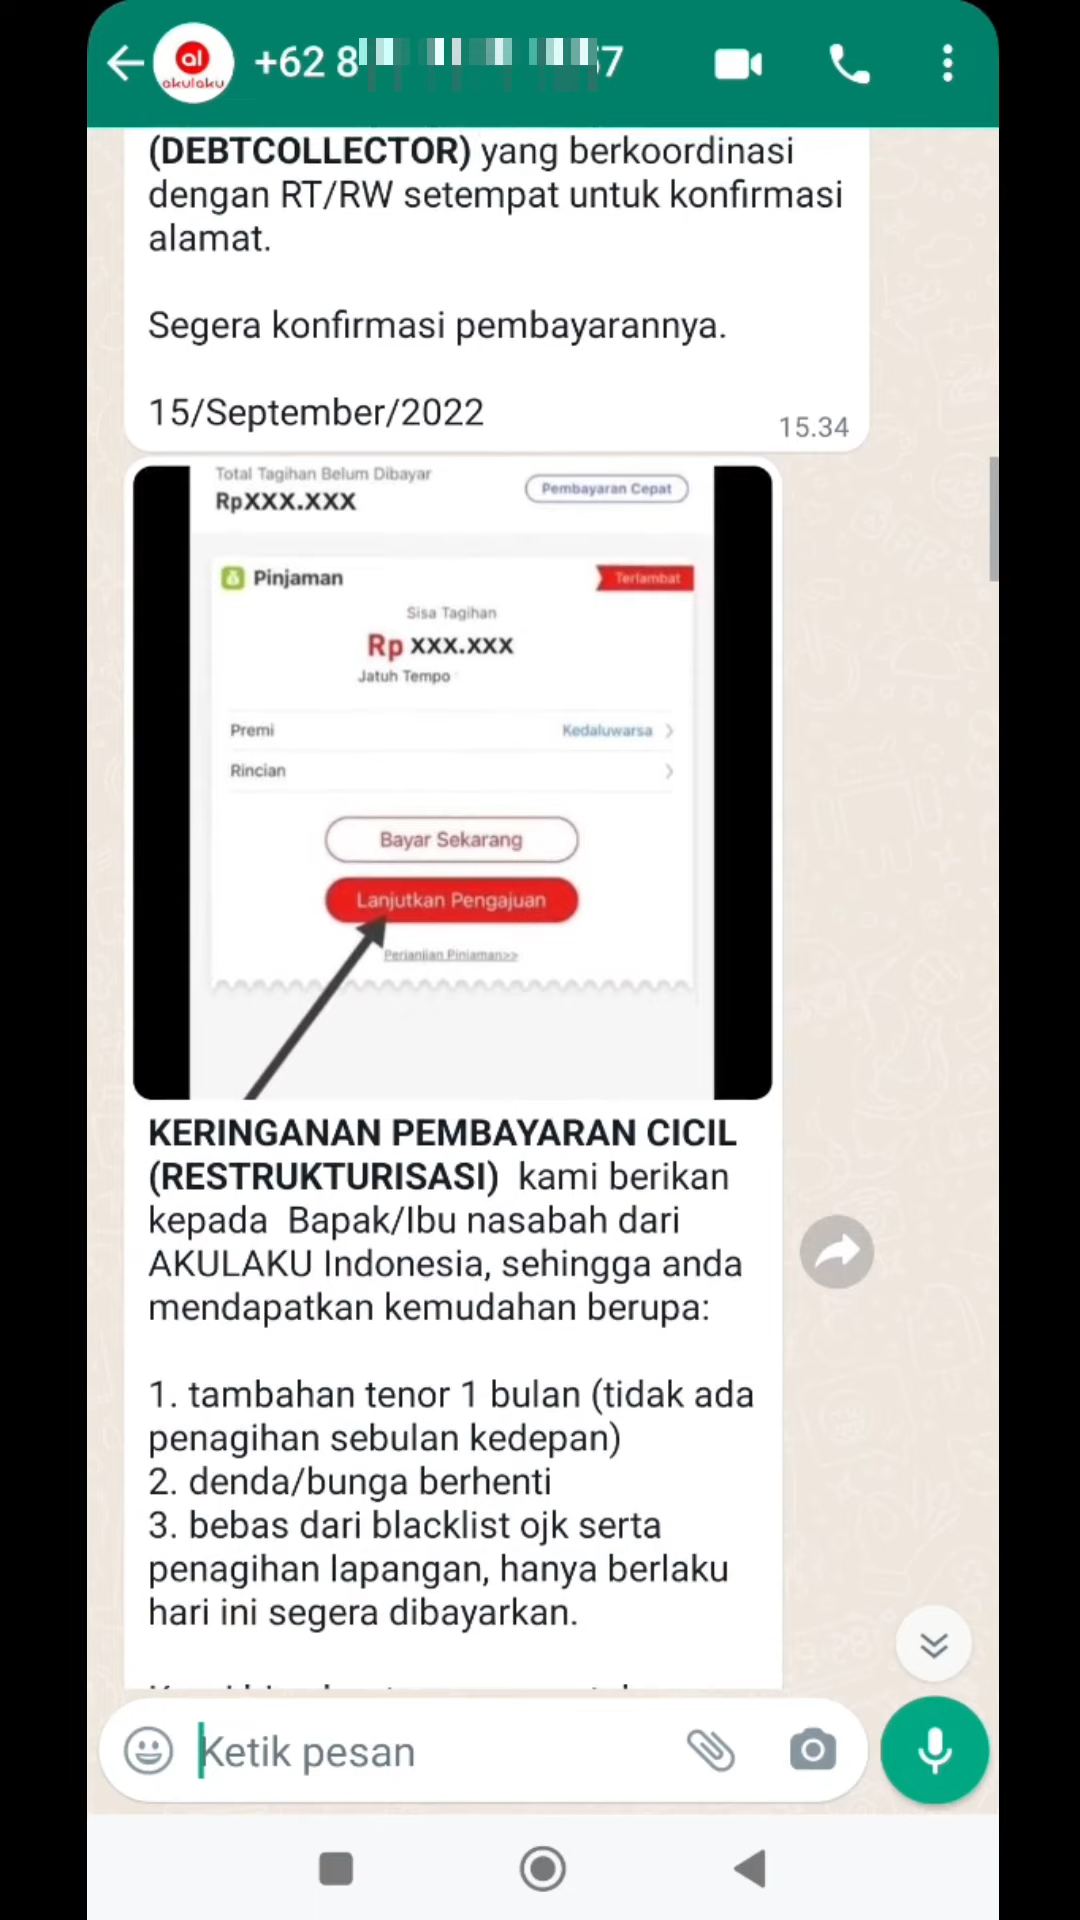 akulaku
+62 8
57
(DEBTCOLLECTOR) yang berkoordinasi
dengan RT/RW setempat untuk konfirmasi
alamat.
Segera konfirmasi pembayarannya.
15/September/2022
15.34
Total Tagihan Belum Dibayar
RpXXX.XXX
Pembayaran Cepat
Pinjaman
Terlambat
Sisa Tagihan
Rp XXX.XXX
Jatuh Tempo
Premi
Kedaluwarsa
Rincian
Bayar Sekarang
Lanjutkan Pengajuan
Perjanjian Pinjaman>>
KERINGANAN PEMBAYARAN CICIL
(RESTRUKTURISASI) kami berikan
kepada Bapak/Ibu nasabah dari
AKULAKU Indonesia, sehingga anda
mendapatkan kemudahan berupa:
1. tambahan tenor 1 bulan (tidak ada
penagihan sebulan kedepan)
2. denda/bunga berhenti
3. bebas dari blacklist ojk serta
penagihan lapangan, hanya berlaku
hari ini segera dibayarkan.
Ketik pesan